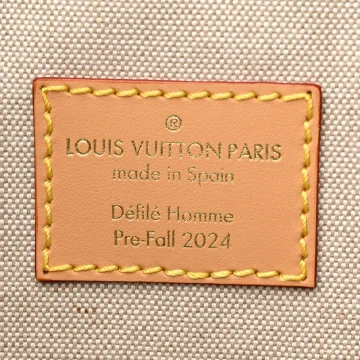 ®
LOUIS VUITTON PARIS
made in Spain
Défilé Homme
Pre-Fall 2024